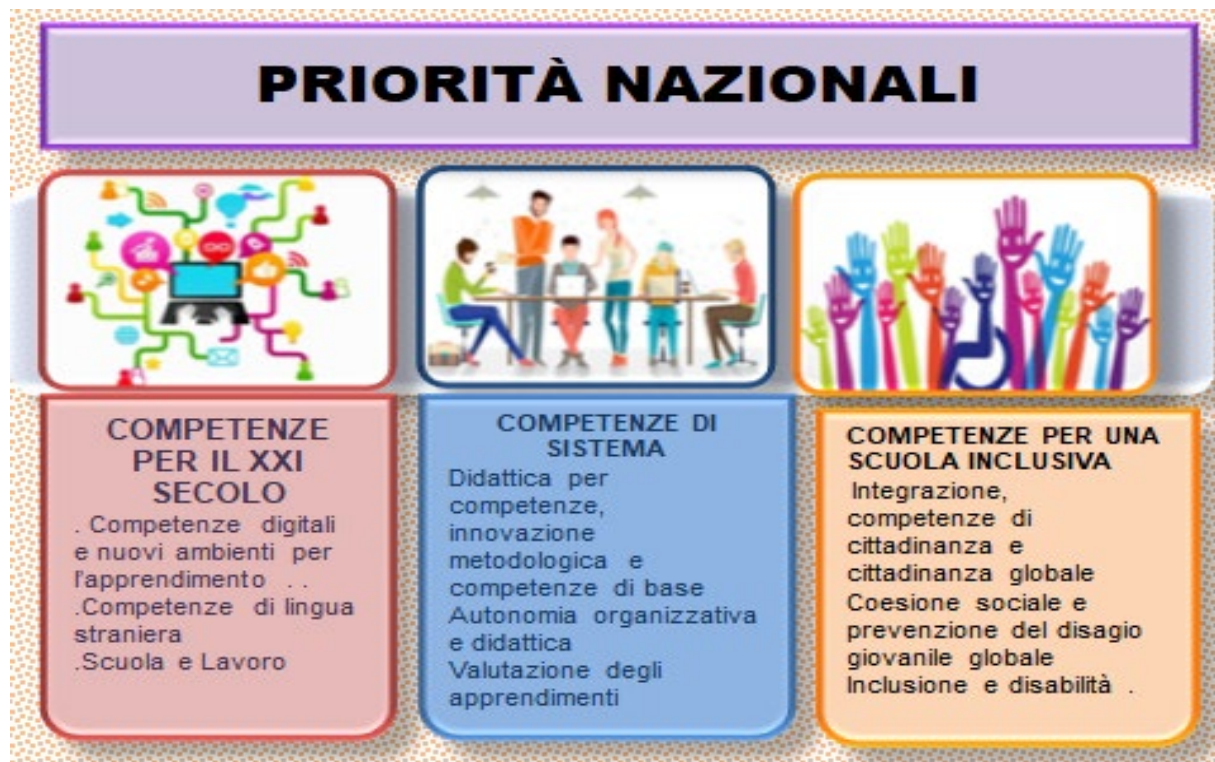 PRIORITÀ NAZIONALI
COMPETENZE
PER IL XXI
SECOLO
. Competenze digitali
e nuovi ambienti per
l'apprendimento . .
.Competenze di lingua
straniera
.Scuola e Lavoro
COMPETENZE DI
SISTEMA
Didattica per
competenze,
innovazione
metodologica e
competenze di base
Autonomia organizzativa
e didattica
Valutazione degli
apprendimenti
COMPETENZE PER UNA
SCUOLA INCLUSIVA
Integrazione,
competenze di
cittadinanza e
cittadinanza globale
Coesione sociale e
prevenzione del disagio
giovanile globale
Inclusione e disabilità .